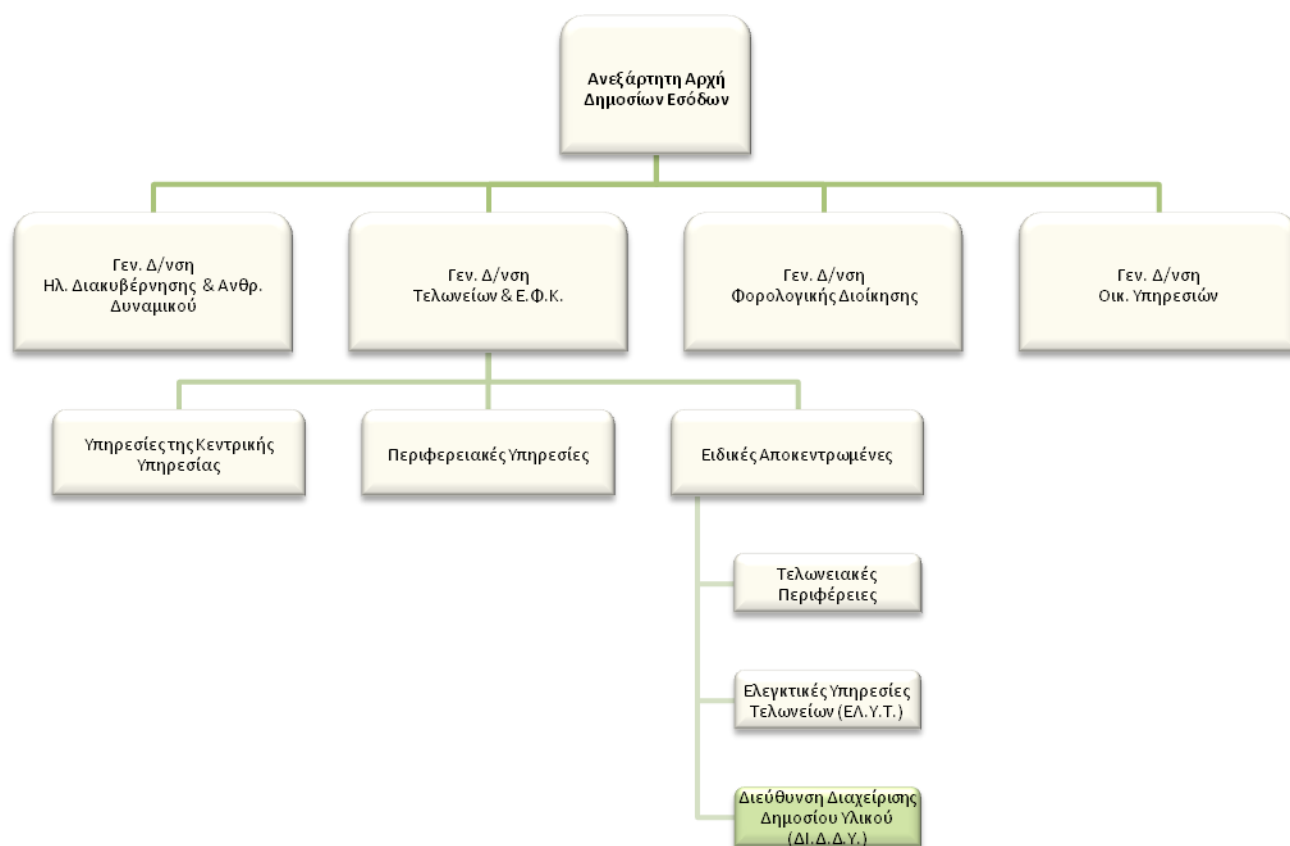 Ανεξάρτητη Αρχή
Δημοσίων Εσόδων
Γεν. Δ/νση
Ηλ. Διακυβέρνησης & Ανθρ.
Δυναμικού
Γεν. Δ/νση
Τελωνείων & Ε.Φ.Κ.
Γεν. Δ/νση
Φορολογικής Διοίκησης
Γεν. Δ/νση
Οικ. Υπηρεσιών
Υπηρεσίες της Κεντρικής
Υπηρεσίας
Περιφερειακές Υπηρεσίες
Ειδικές Αποκεντρωμένες
Τελωνειακές
Περιφέρειες
Ελεγκτικές Υπηρεσίες
Τελωνείων (ΕΛ.Υ.Τ.)
Διεύθυνση Διαχείρισης
Δημοσίου Υλικού
(ΔΙ.Δ.Δ.Υ.)